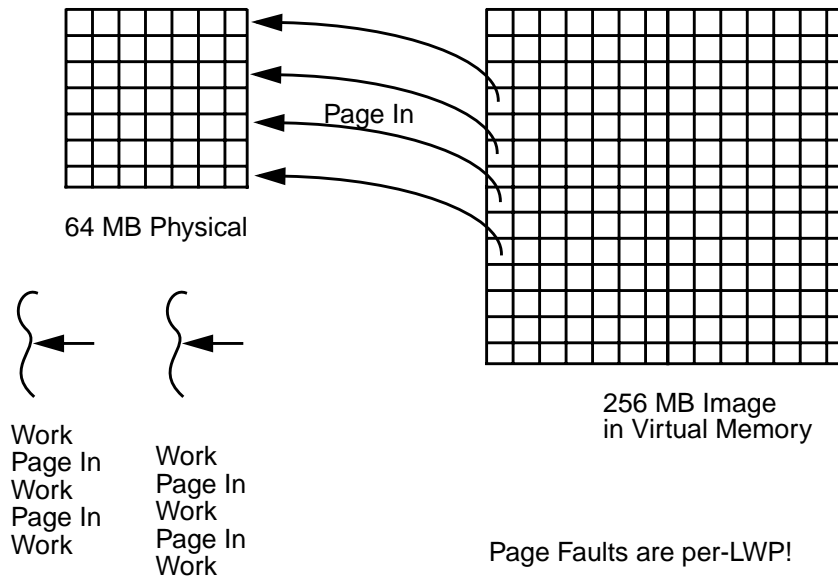 Page In
64 MB Physical
256 MB Image
in Virtual Memory
Work
Page In
Work
Page In
Work
Work
Page In
Work
Page In
Work
Page Faults are per-LWP!